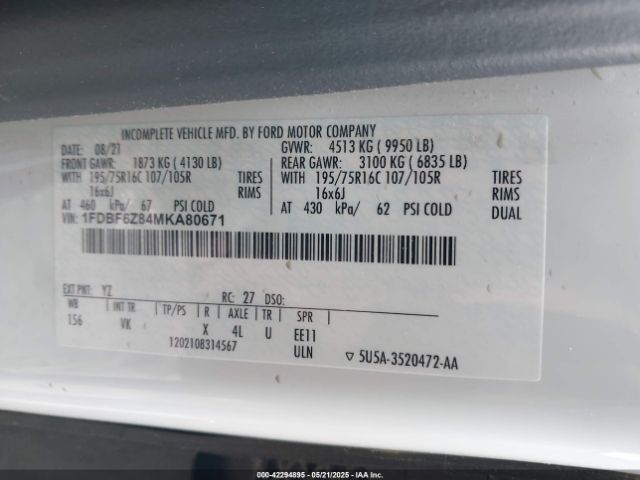 INCOMPLETE VEHICLE MFD. BY FORD MOTOR COMPANY
DATE: 08/21 GVWR: 4513 KG ( 9950 LB)
FRONT GAWR: 1873 KG ( 4130 LB) REAR GAWR: 3100 KG ( 6835 LB)
WITH 195/75R16C 107/105R TIRES WITH 195/75R16C 107/105R TIRES
16x6J RIMS 16x6J RIMS
AT 460 kPa/ 67 PSI COLD AT 430 kPa/ 62 PSI COLD DUAL
VIN: 1FDBF6Z84MKA80671
EXT PNT: YZ RC: 27 DSO:
WB INT TR TP/PS R AXLE TR SPR
156 VK X 4L U EE11
1202108314567 ULN ▽ 5U5A-3520472-AA
000-42294895 - 05/21/2025 - IAA Inc.